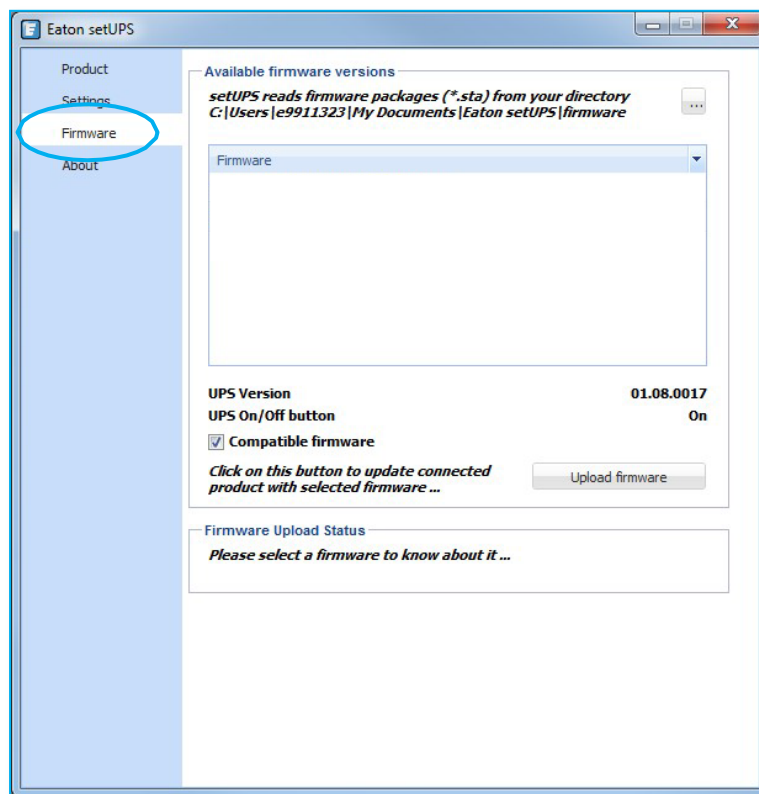 Eaton setUPS
Product
Settings
Firmware
About
Available firmware versions
setUPS reads firmware packages (*.sta) from your directory
C:|Users|e9911323|My Documents|Eaton setUPS|firmware
...
Firmware
UPS Version 01.08.0017
UPS On/Off button On
Compatible firmware
Click on this button to update connected
product with selected firmware ...
Upload firmware
Firmware Upload Status
Please select a firmware to know about it ...